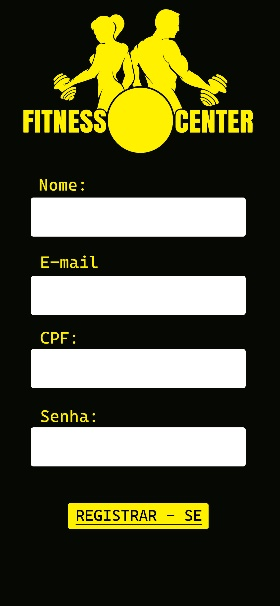 FITNESS CENTER
Nome:
E-mail
CPF:
Senha:
REGISTRAR - SE